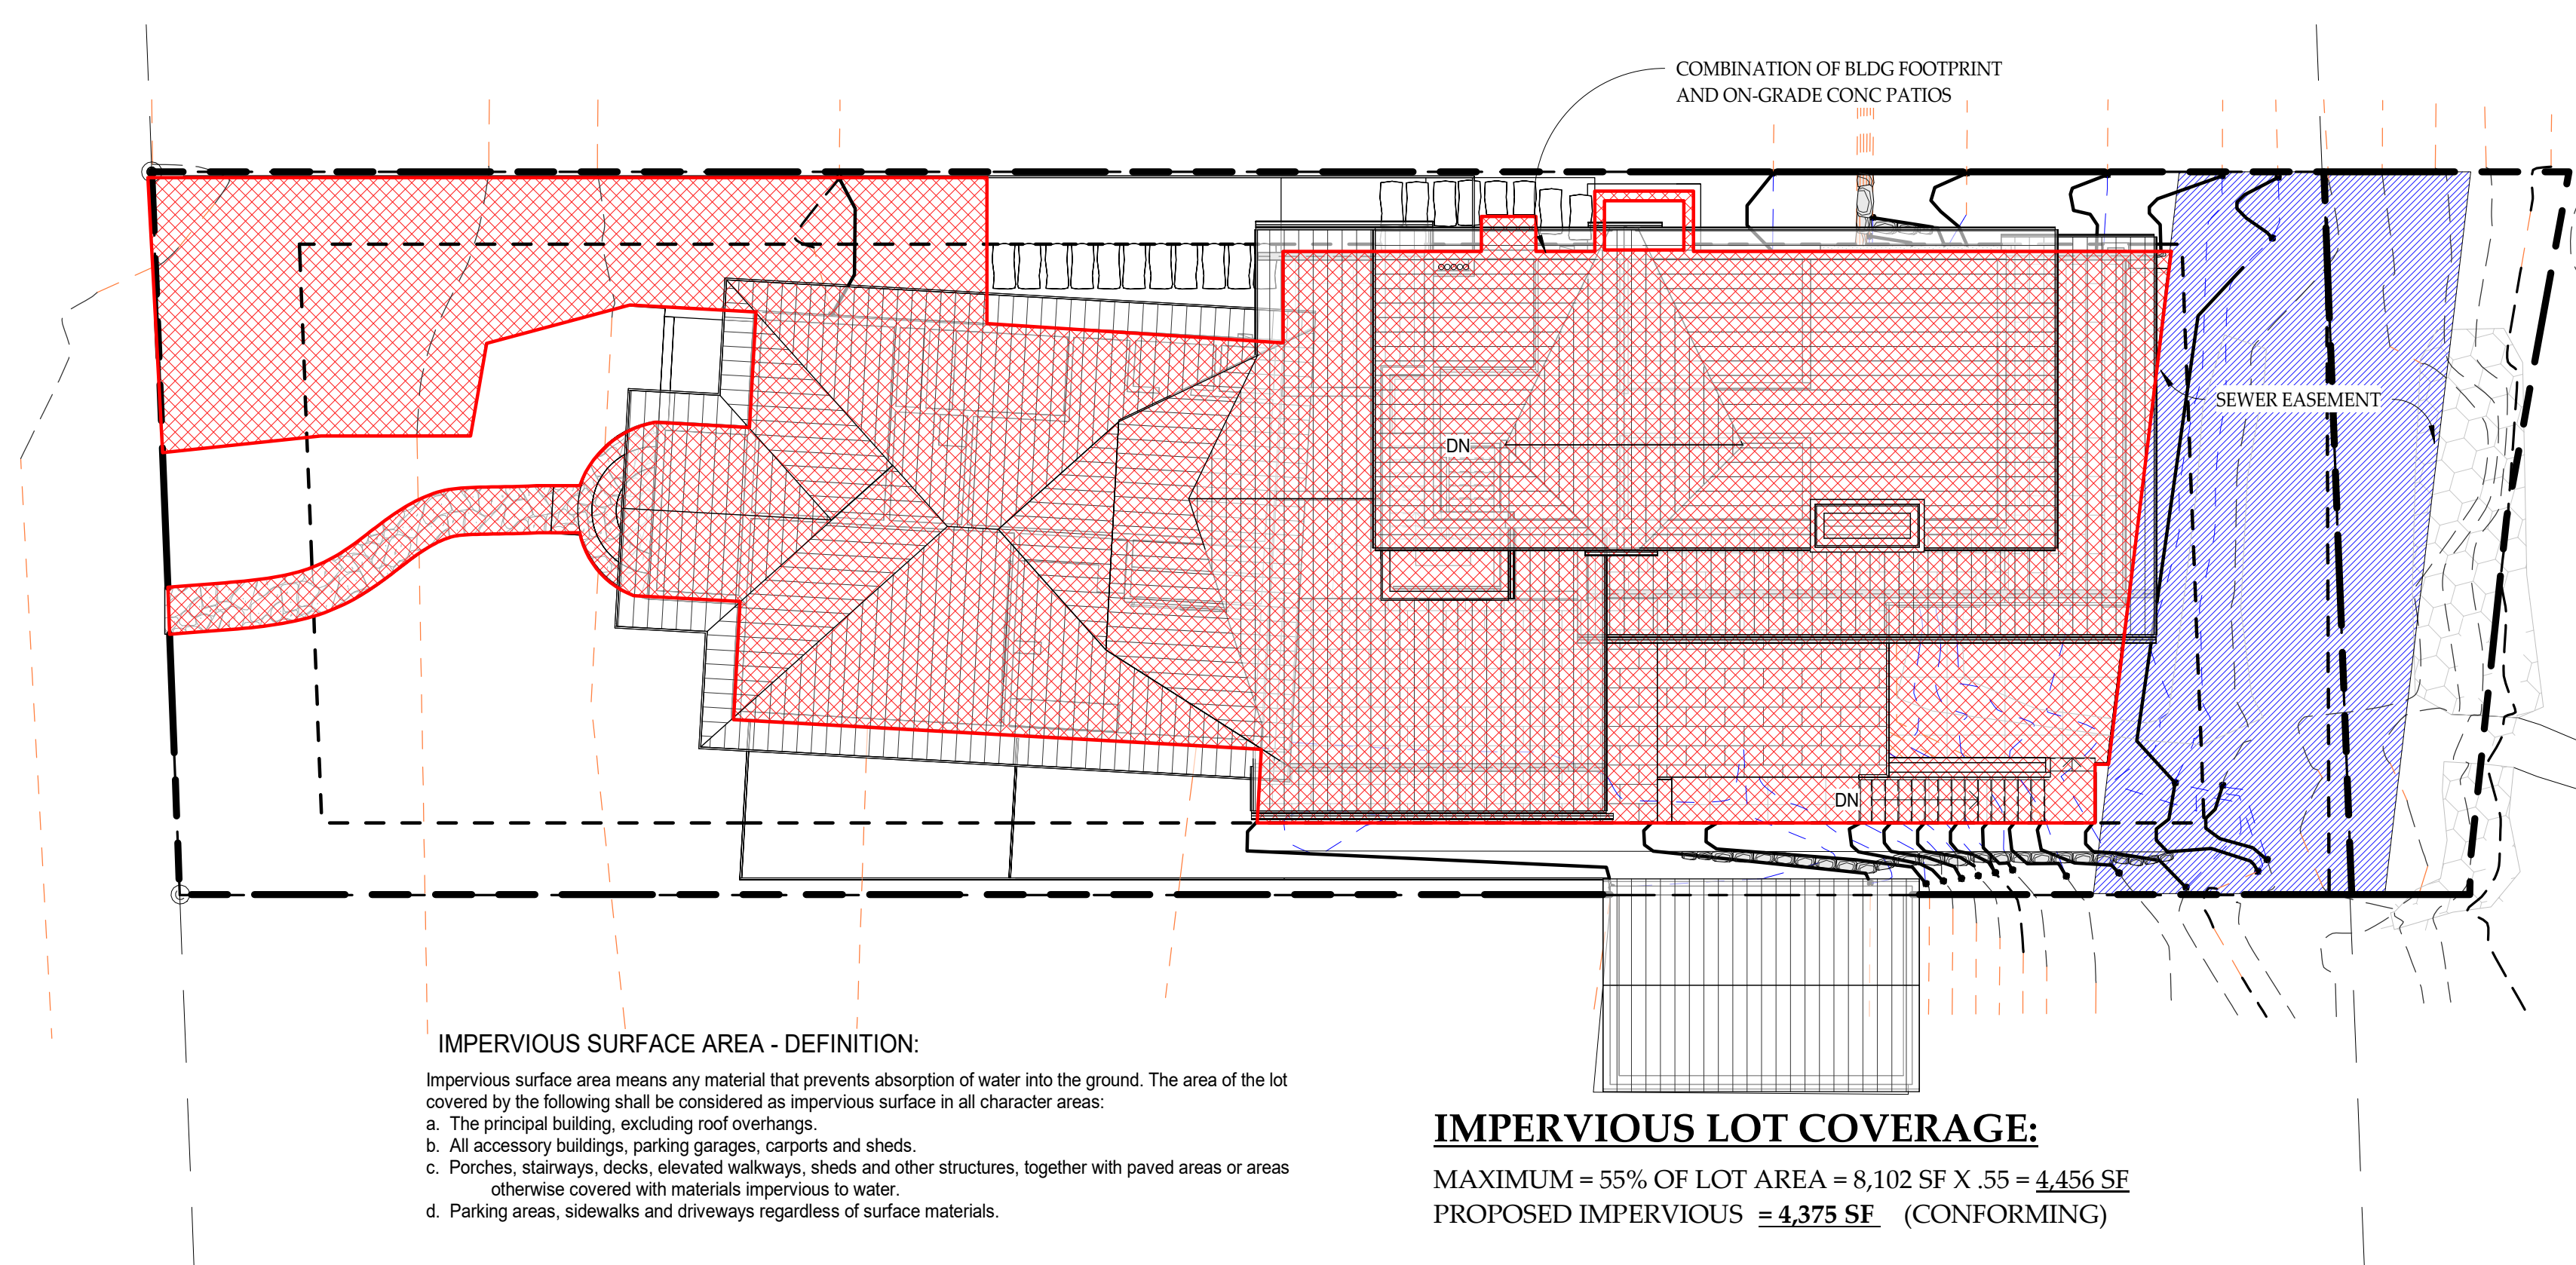 COMBINATION OF BLDG FOOTPRINT
AND ON-GRADE CONC PATIOS
SEWER EASEMENT
DN
DN
IMPERVIOUS SURFACE AREA - DEFINITION:
Impervious surface area means any material that prevents absorption of water into the ground. The area of the lot
covered by the following shall be considered as impervious surface in all character areas:
a. The principal building, excluding roof overhangs.
b. All accessory buildings, parking garages, carports and sheds.
c. Porches, stairways, decks, elevated walkways, sheds and other structures, together with paved areas or areas
otherwise covered with materials impervious to water.
d. Parking areas, sidewalks and driveways regardless of surface materials.
IMPERVIOUS LOT COVERAGE:
MAXIMUM = 55% OF LOT AREA = 8,102 SF X .55 = 4,456 SF
PROPOSED IMPERVIOUS = 4,375 SF (CONFORMING)